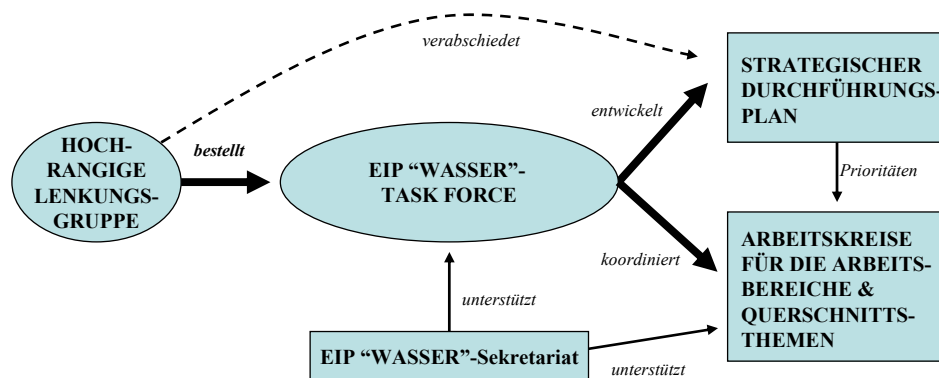 verabschiedet
HOCH-
RANGIGE
LENKUNGS-
GRUPPE
bestellt
EIP “WASSER”-
TASK FORCE
entwickelt
STRATEGISCHER
DURCHFÜHRUNGS-
PLAN
Prioritäten
koordiniert
ARBEITSKREISE
FÜR DIE ARBEITS-
BEREICHE &
QUERSCHNITTS-
THEMEN
unterstützt
EIP “WASSER”-Sekretariat
unterstützt